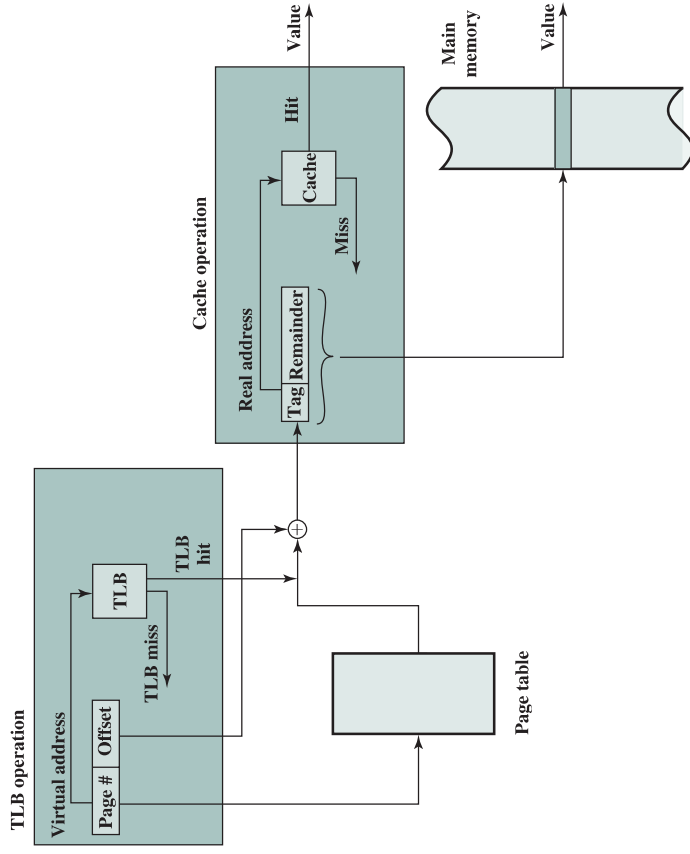 TLB operation
Virtual address
Page #
Offset
TLB
TLB miss
TLB
hit
Page table
+
Cache operation
Real address
Tag
Remainder
Cache
Hit
Miss
Value
Main
memory
Value